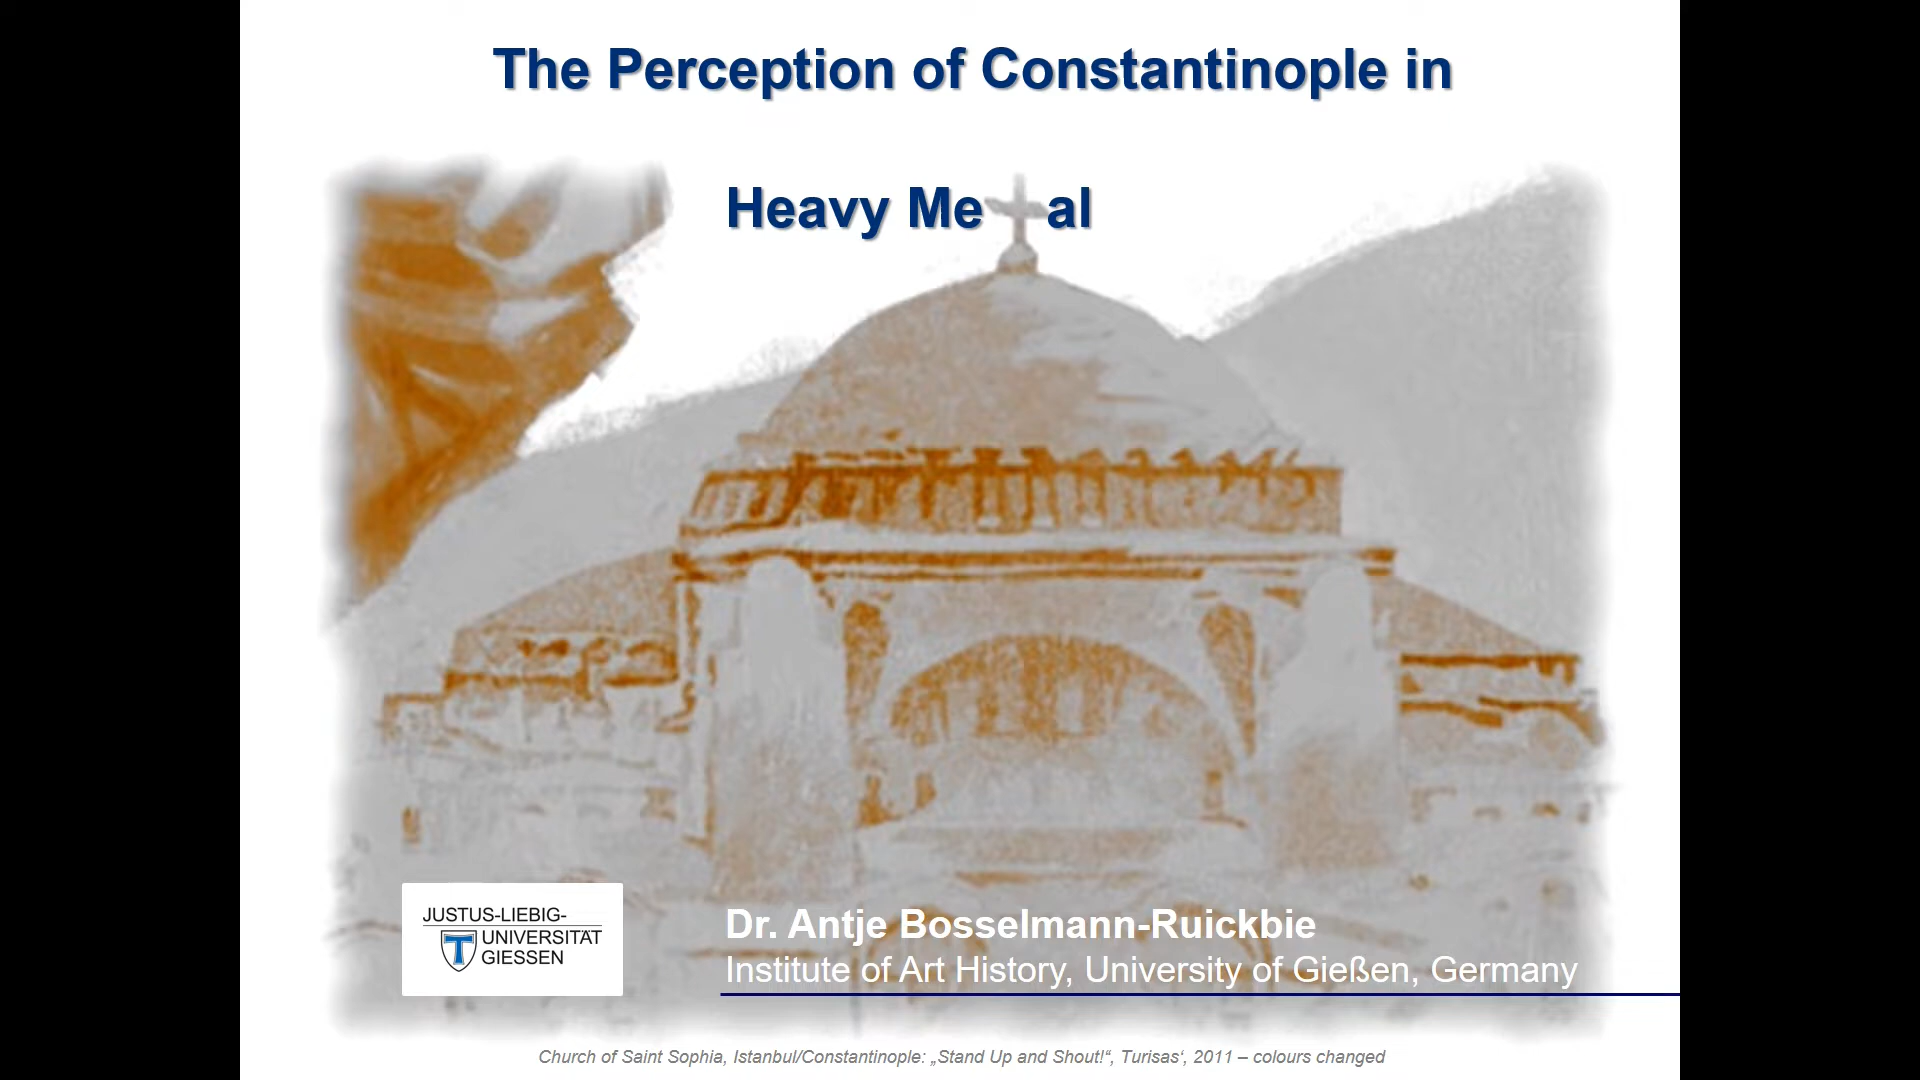 The Perception of Constantinople in
Heavy Me al
JUSTUS-LIEBIG-
UNIVERSITÄT
GIESSEN
Dr. Antje Bosselmann-Ruickbie
Institute of Art History, University of Gießen, Germany
Church of Saint Sophia, Istanbul/Constantinople: „Stand Up and Shout!“, Turisas‘, 2011 – colours changed